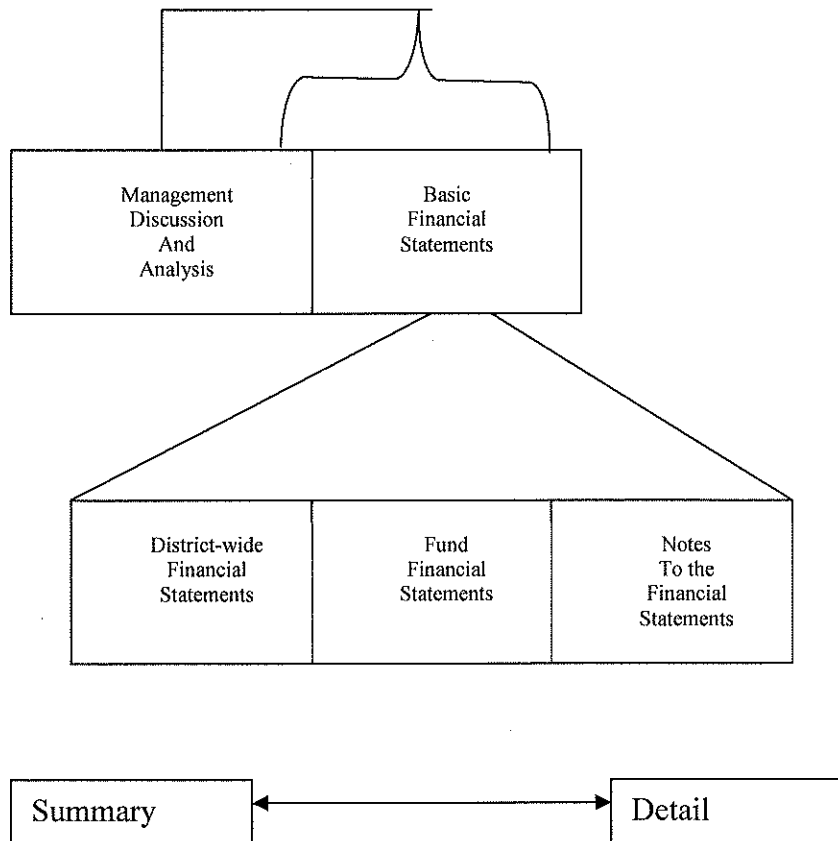 Management
Discussion
And
Analysis
Basic
Financial
Statements
District-wide
Financial
Statements
Fund
Financial
Statements
Notes
To the
Financial
Statements
Summary
Detail